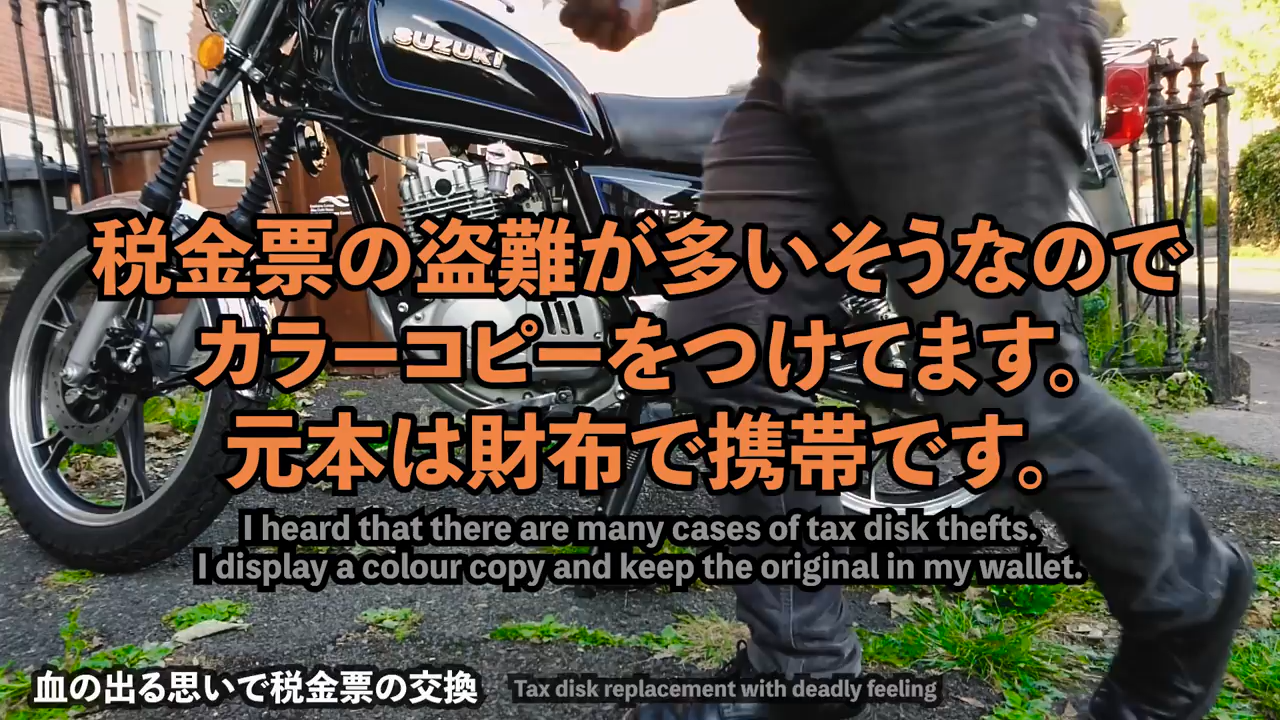 SUZUKI
税金票の盗難が多いそうなので
カラーコピーをつけてます。
元本は財布で携帯です。
I heard that there are many cases of tax disk thefts.
I display a colour copy and keep the original in my wallet.
血の出る思いで税金票の交換
Tax disk replacement with deadly feeling